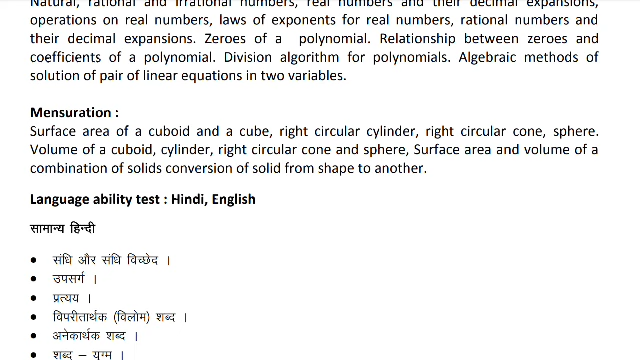 Natural, rational and irrational numbers, real numbers and their decimal expansions,
operations on real numbers, laws of exponents for real numbers, rational numbers and
their decimal expansions. Zeroes of a polynomial. Relationship between zeroes and
coefficients of a polynomial. Division algorithm for polynomials. Algebraic methods of
solution of pair of linear equations in two variables.
Mensuration :
Surface area of a cuboid and a cube, right circular cylinder, right circular cone, sphere.
Volume of a cuboid, cylinder, right circular cone and sphere, Surface area and volume of a
combination of solids conversion of solid from shape to another.
Language ability test : Hindi, English
सामान्य हिन्दी
• संधि और संधि विच्छेद ।
• उपसर्ग ।
• प्रत्यय ।
• विपरीतार्थक (विलोम) शब्द ।
• अनेकार्थक शब्द ।
• शब्द – युग्म ।